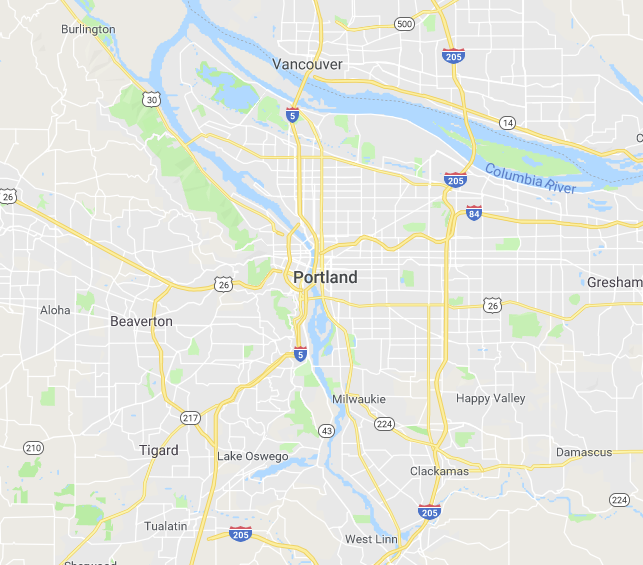 Burlington
500
205
Vancouver
30
5
14
C
Columbia River
205
26
84
Portland
26
Gresham
26
Aloha
Beaverton
5
Milwaukie
Happy Valley
217
224
43
210
Tigard
Lake Oswego
Damascus
Clackamas
224
205
Tualatin
205
West Linn
Sherwood